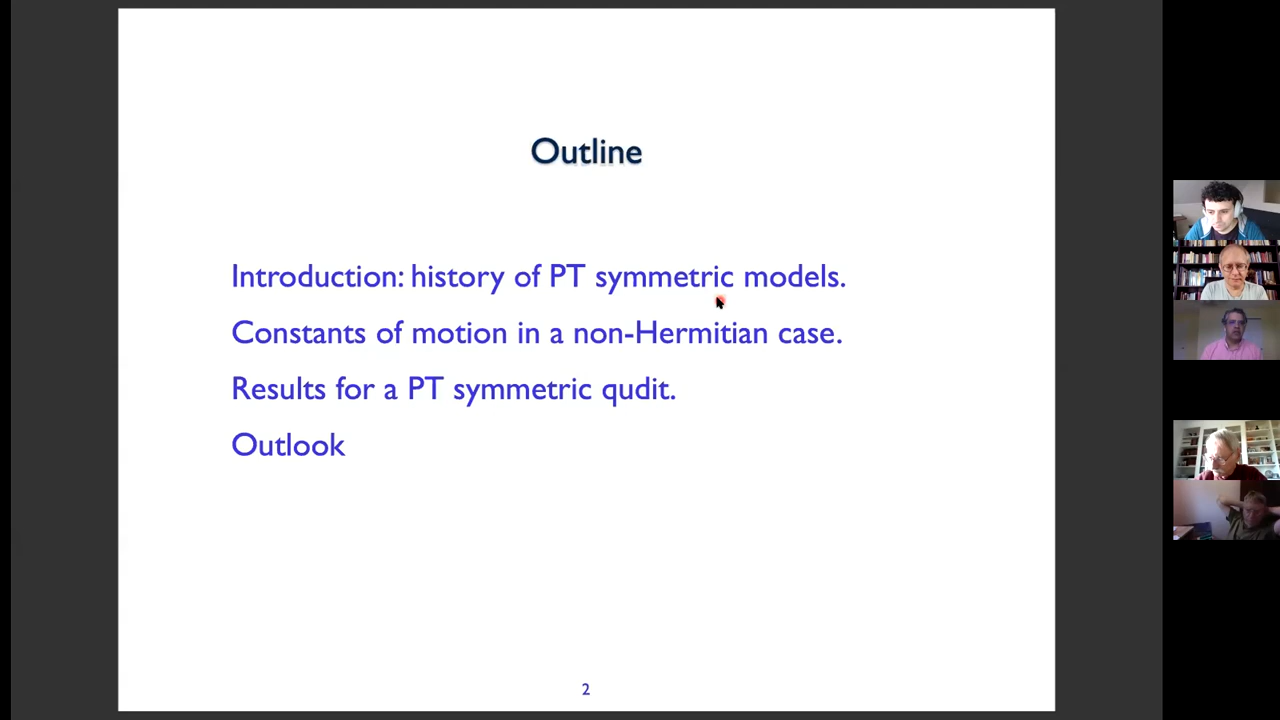 Outline
Introduction: history of PT symmetric models.
Constants of motion in a non-Hermitian case.
Results for a PT symmetric qudit.
Outlook
2